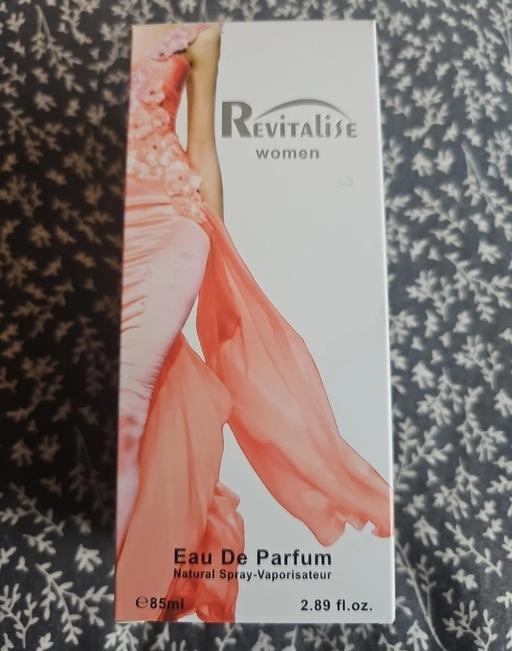 Revitalise
women
Eau De Parfum
Natural Spray-Vaporisateur
℮85ml
2.89 fl.oz.